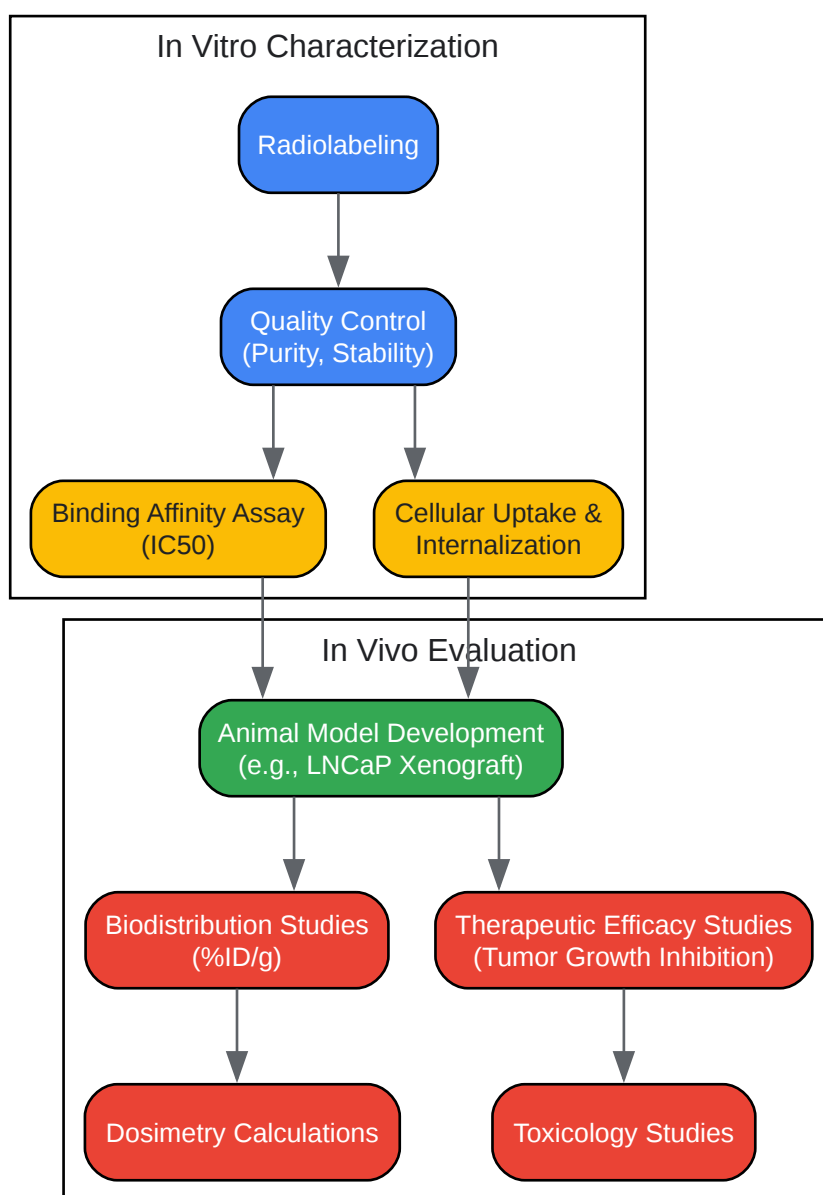 In Vitro Characterization
Radiolabeling
Quality Control
(Purity, Stability)
Binding Affinity Assay
(IC50)
Cellular Uptake &
Internalization
In Vivo Evaluation
Animal Model Development
(e.g., LNCaP Xenograft)
Biodistribution Studies
(%ID/g)
Therapeutic Efficacy Studies
(Tumor Growth Inhibition)
Dosimetry Calculations
Toxicology Studies